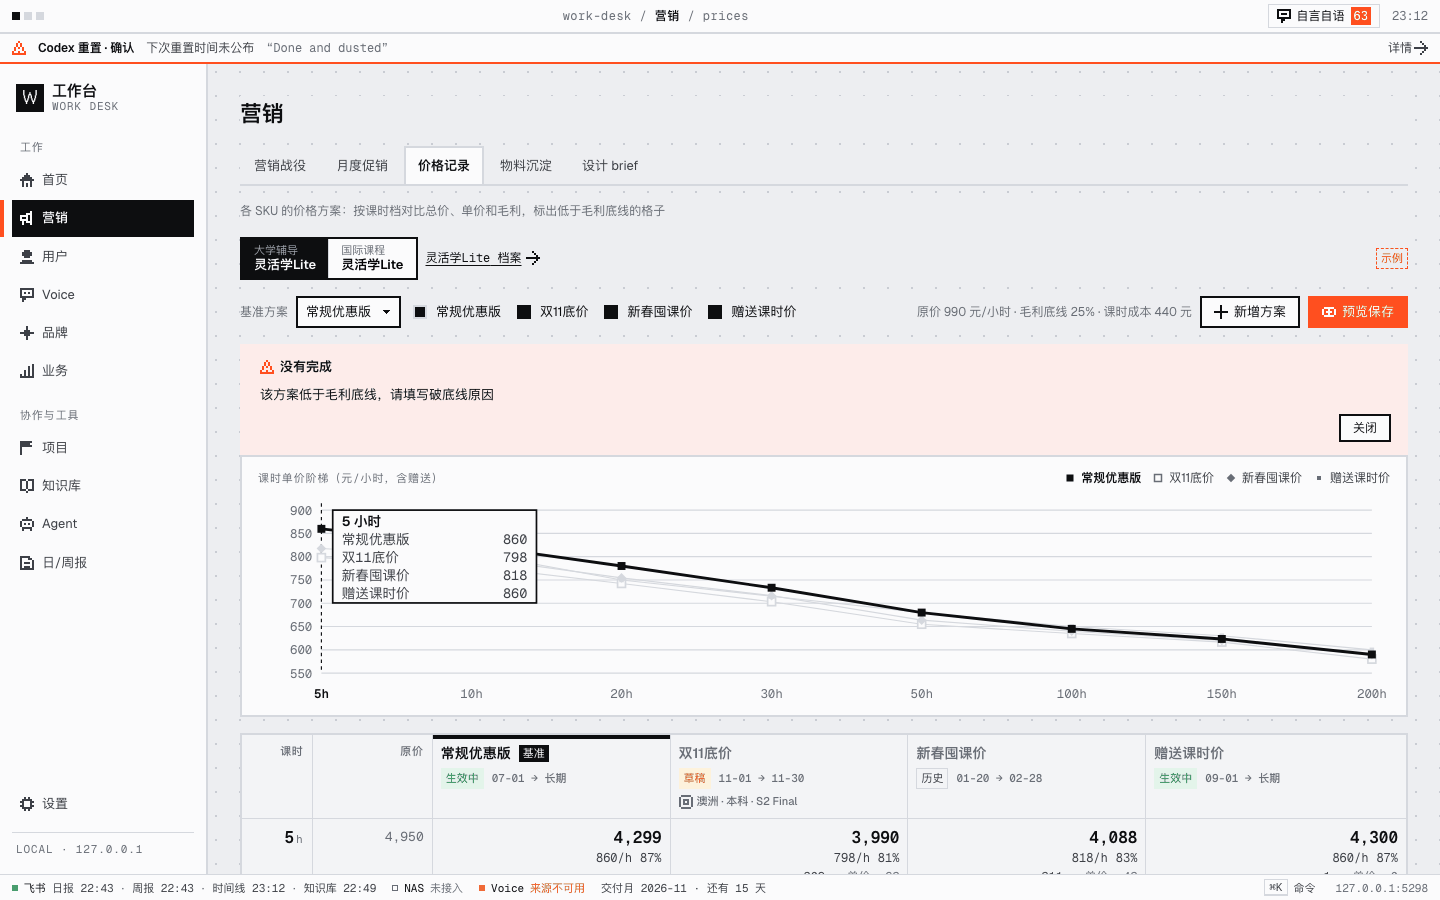 work-desk / 营销 / prices
自言自语 63
23:12
Codex 重置 · 确认 下次重置时间未公布 “Done and dusted”
详情
W 工作台
WORK DESK
工作
首页
营销
用户
Voice
品牌
业务
协作与工具
项目
知识库
Agent
日/周报
设置
LOCAL · 127.0.0.1
营销
营销战役 月度促销 价格记录 物料沉淀 设计 brief
各 SKU 的价格方案：按课时档对比总价、单价和毛利，标出低于毛利底线的格子
大学辅导
灵活学Lite
国际课程
灵活学Lite
灵活学Lite 档案
示例
基准方案 常规优惠版 常规优惠版 双11底价 新春囤课价 赠送课时价
原价 990 元/小时 · 毛利底线 25% · 课时成本 440 元
新增方案
预览保存
没有完成
该方案低于毛利底线，请填写破底线原因
关闭
课时单价阶梯（元/小时，含赠送）
常规优惠版 双11底价 新春囤课价 赠送课时价
900
850
800
750
700
650
600
550
5 小时
常规优惠版 860
双11底价 798
新春囤课价 818
赠送课时价 860
5h 10h 20h 30h 50h 100h 150h 200h
课时 原价
常规优惠版 基准
生效中 07-01 → 长期
双11底价
草稿 11-01 → 11-30
澳洲 · 本科 · S2 Final
新春囤课价
历史 01-20 → 02-28
赠送课时价
生效中 09-01 → 长期
5 h 4,950 4,299 3,990 4,088 4,300
860/h 87% 798/h 81% 818/h 83% 860/h 87%
飞书 日报 22:43 · 周报 22:43 · 时间线 23:12 · 知识库 22:49
NAS 未接入
Voice 来源不可用
交付月 2026-11 · 还有 15 天
⌘K 命令
127.0.0.1:5298